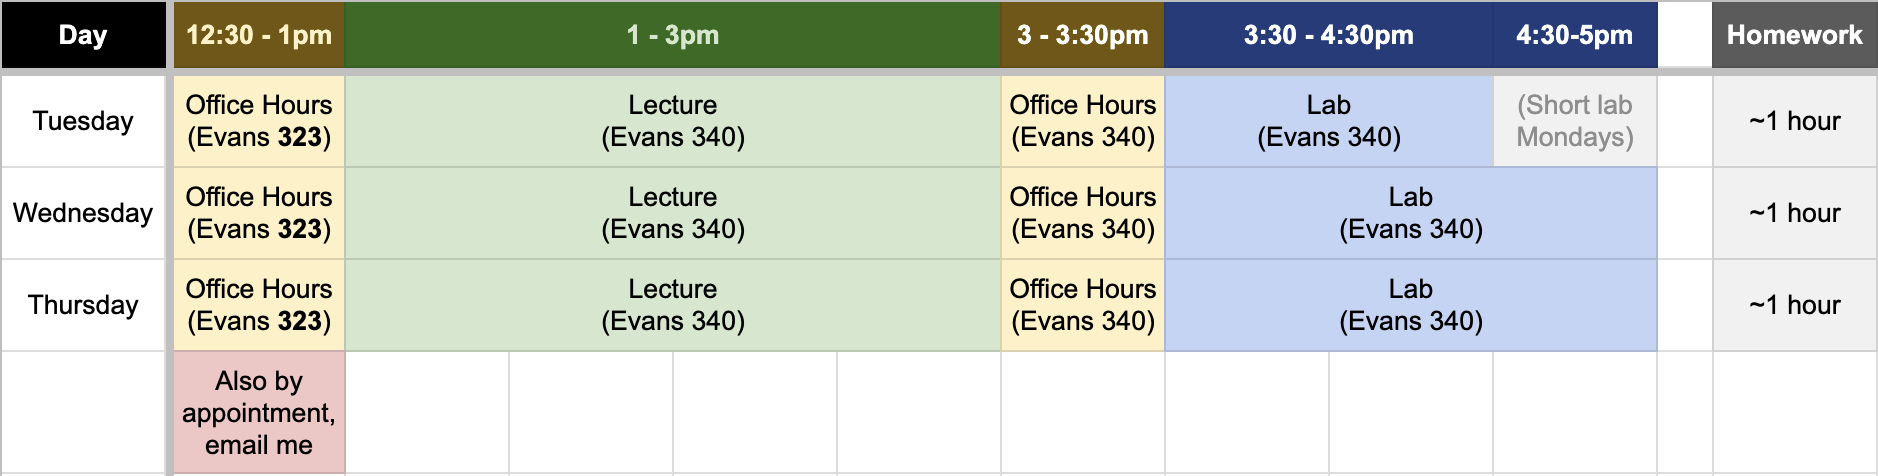 Day 12:30 - 1pm 1 - 3pm 3 - 3:30pm 3:30 - 4:30pm 4:30-5pm Homework
Tuesday
Office Hours
(Evans 323)
Lecture
(Evans 340)
Office Hours
(Evans 340)
Lab
(Evans 340)
(Short lab
Mondays)
~1 hour
Wednesday
Office Hours
(Evans 323)
Lecture
(Evans 340)
Office Hours
(Evans 340)
Lab
(Evans 340)
~1 hour
Thursday
Office Hours
(Evans 323)
Lecture
(Evans 340)
Office Hours
(Evans 340)
Lab
(Evans 340)
~1 hour
Also by
appointment,
email me